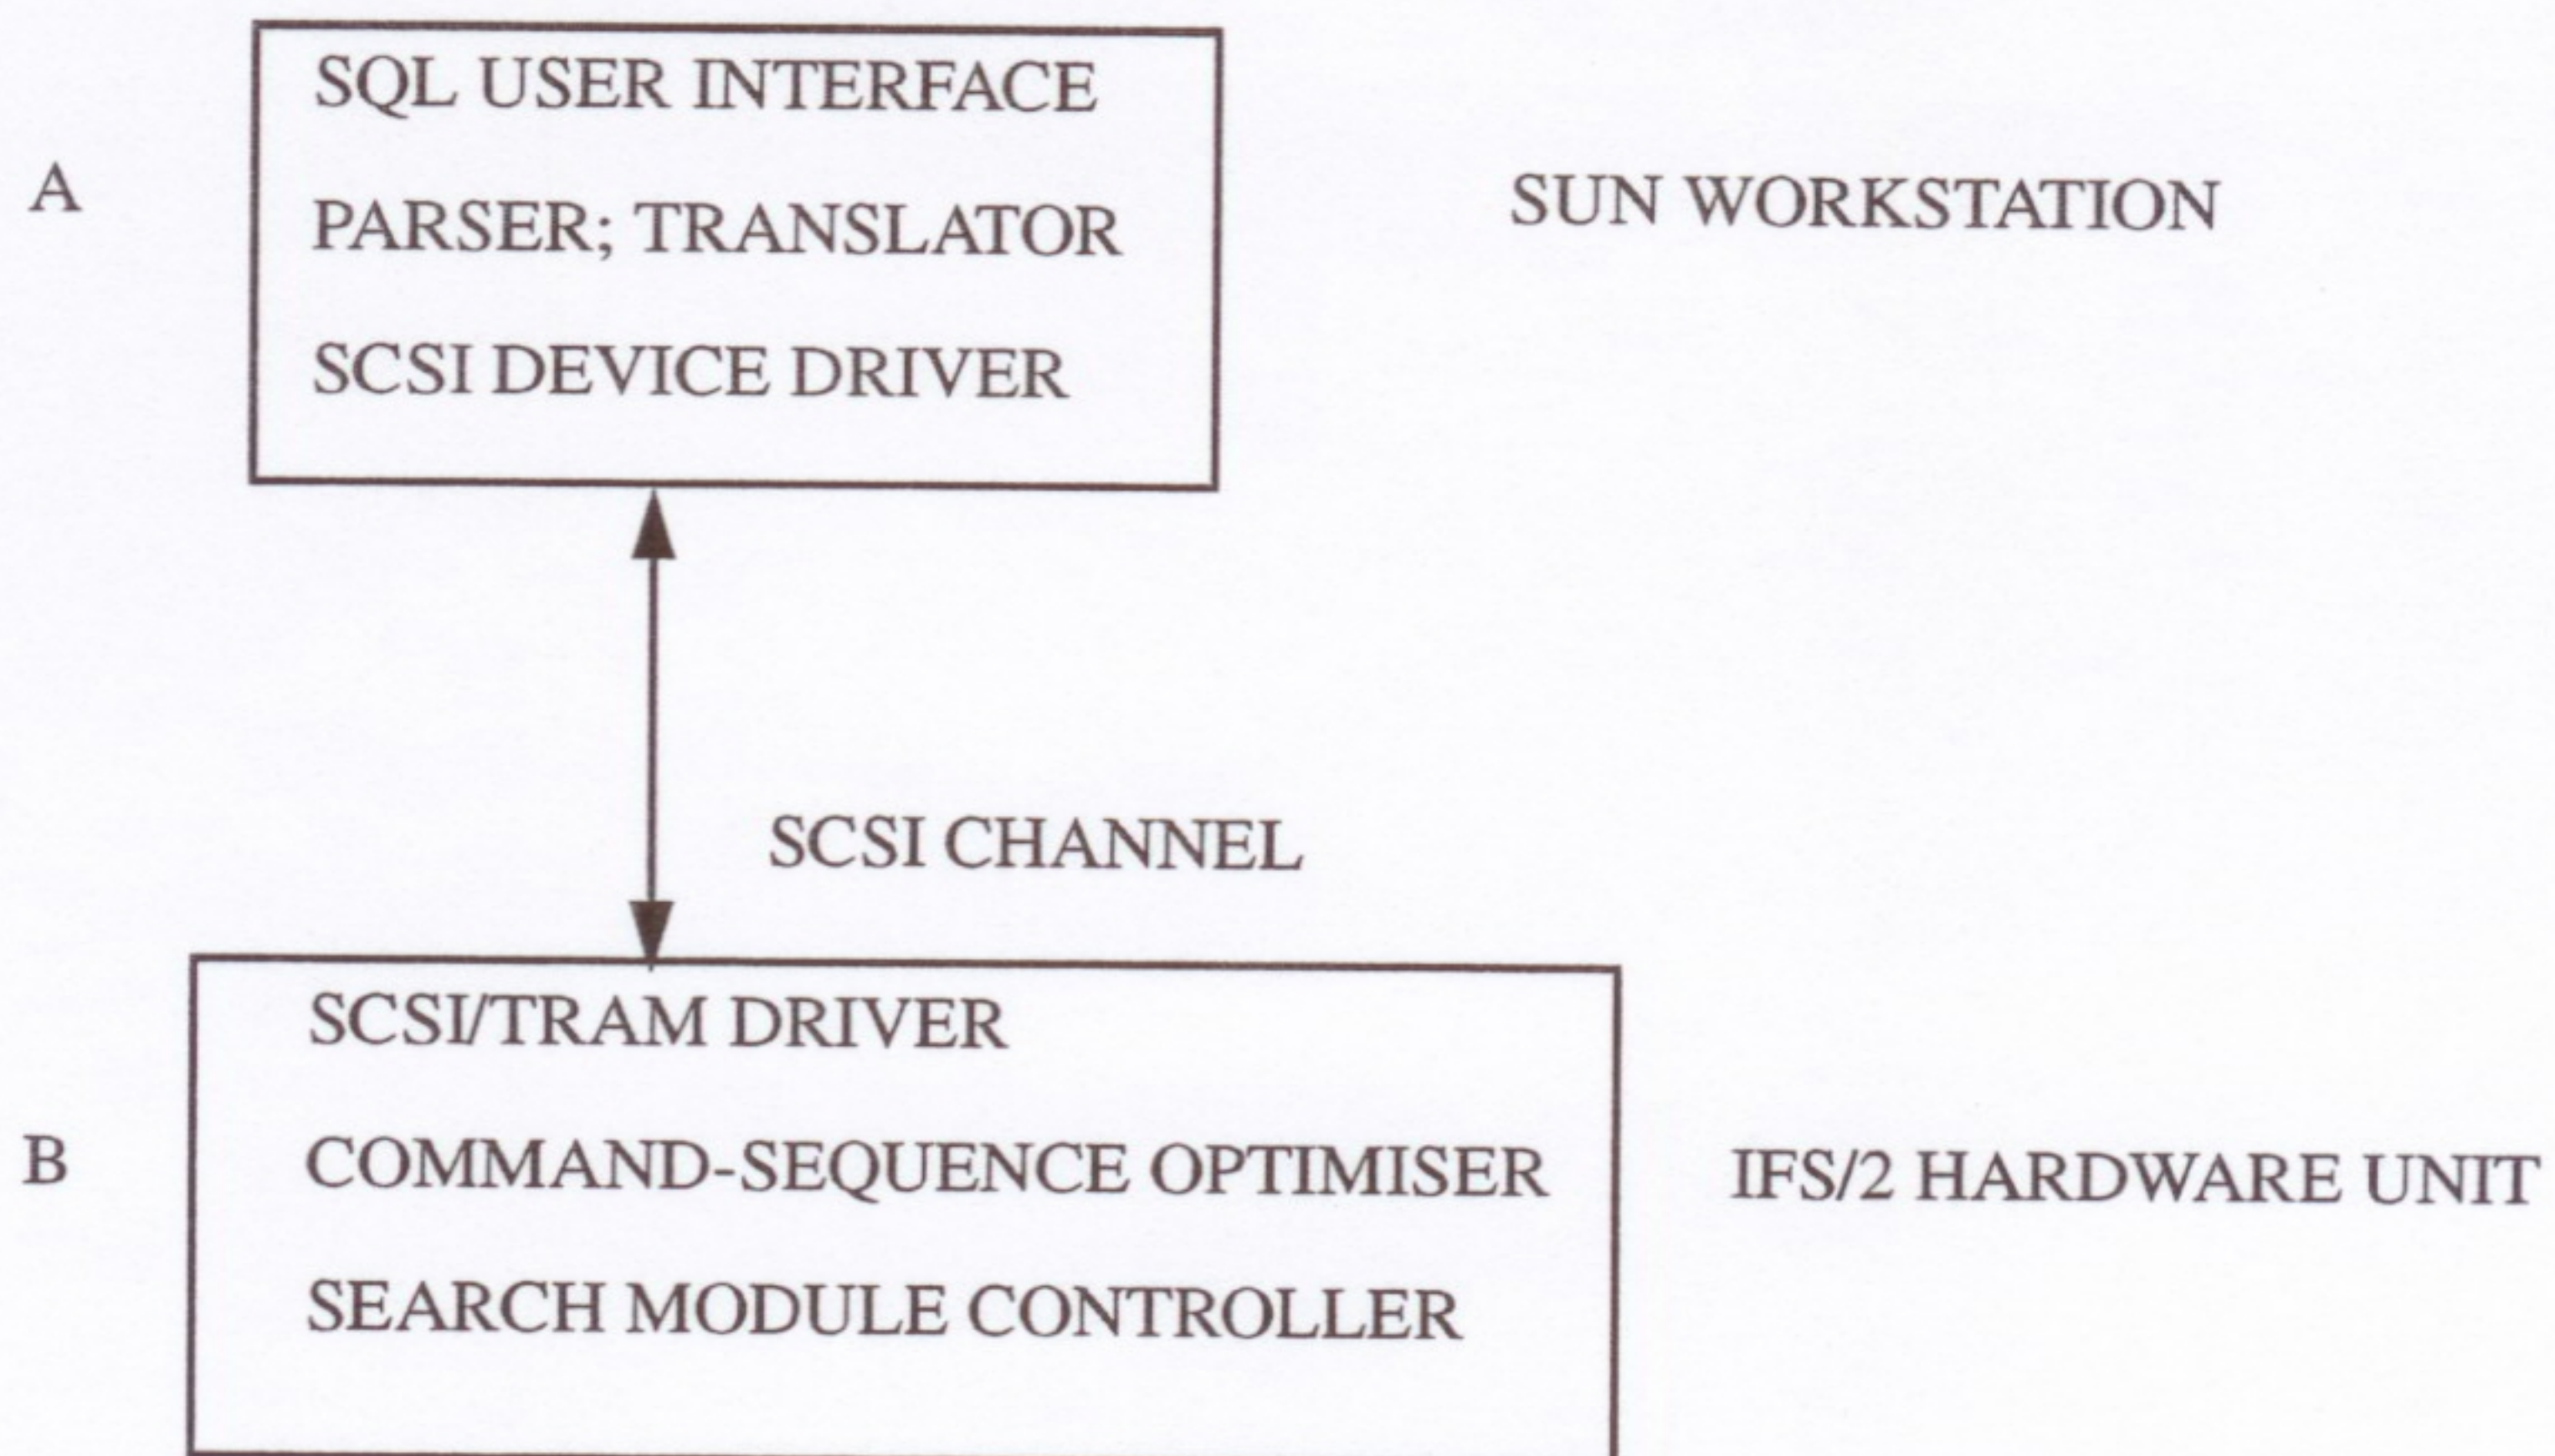 SQL USER INTERFACE
A
PARSER; TRANSLATOR
SUN WORKSTATION
SCSI DEVICE DRIVER
SCSI CHANNEL
SCSI/TRAM DRIVER
B
COMMAND-SEQUENCE OPTIMISER
IFS/2 HARDWARE UNIT
SEARCH MODULE CONTROLLER